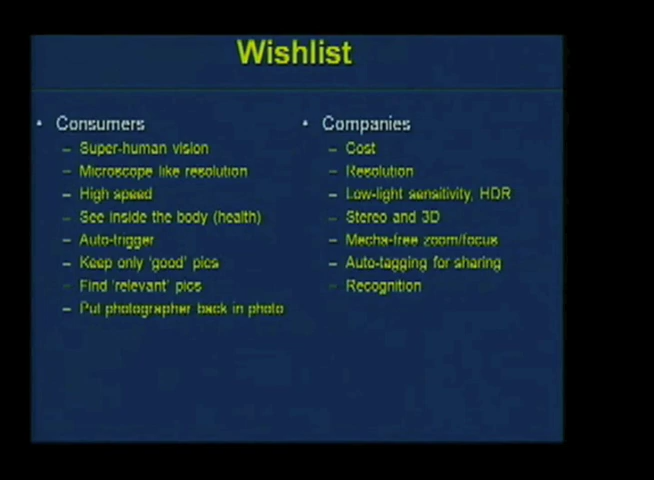 Wishlist
• Consumers
– Super-human vision
– Microscope like resolution
– High speed
– See inside the body (health)
– Auto-trigger
– Keep only 'good' pics
– Find 'relevant' pics
– Put photographer back in photo
• Companies
– Cost
– Resolution
– Low-light sensitivity, HDR
– Stereo and 3D
– Mecha-free zoom/focus
– Auto-tagging for sharing
– Recognition